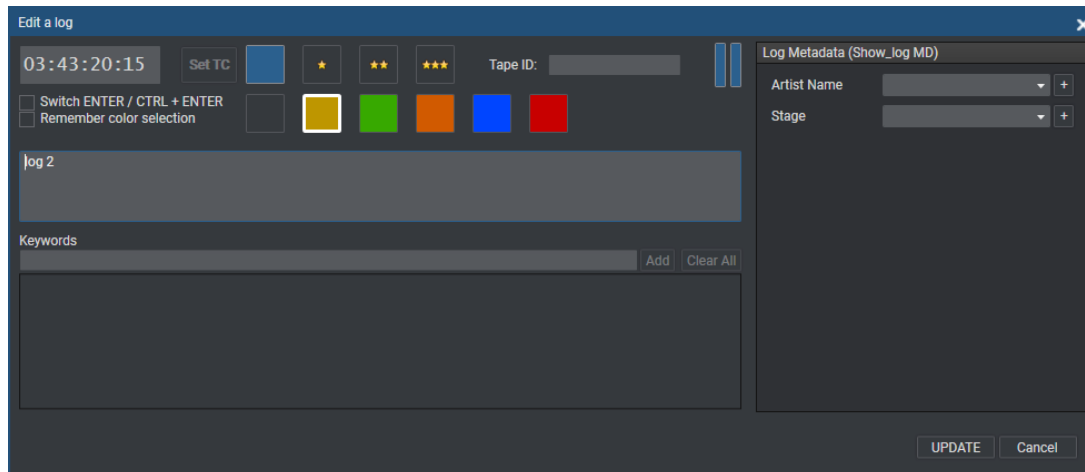 Edit a log
03:43:20:15
Set TC
★
★★
★★★
Tape ID:
Switch ENTER / CTRL + ENTER
Remember color selection
log 2
Keywords
Add
Clear All
Log Metadata (Show_log MD)
Artist Name
+
Stage
+
UPDATE
Cancel